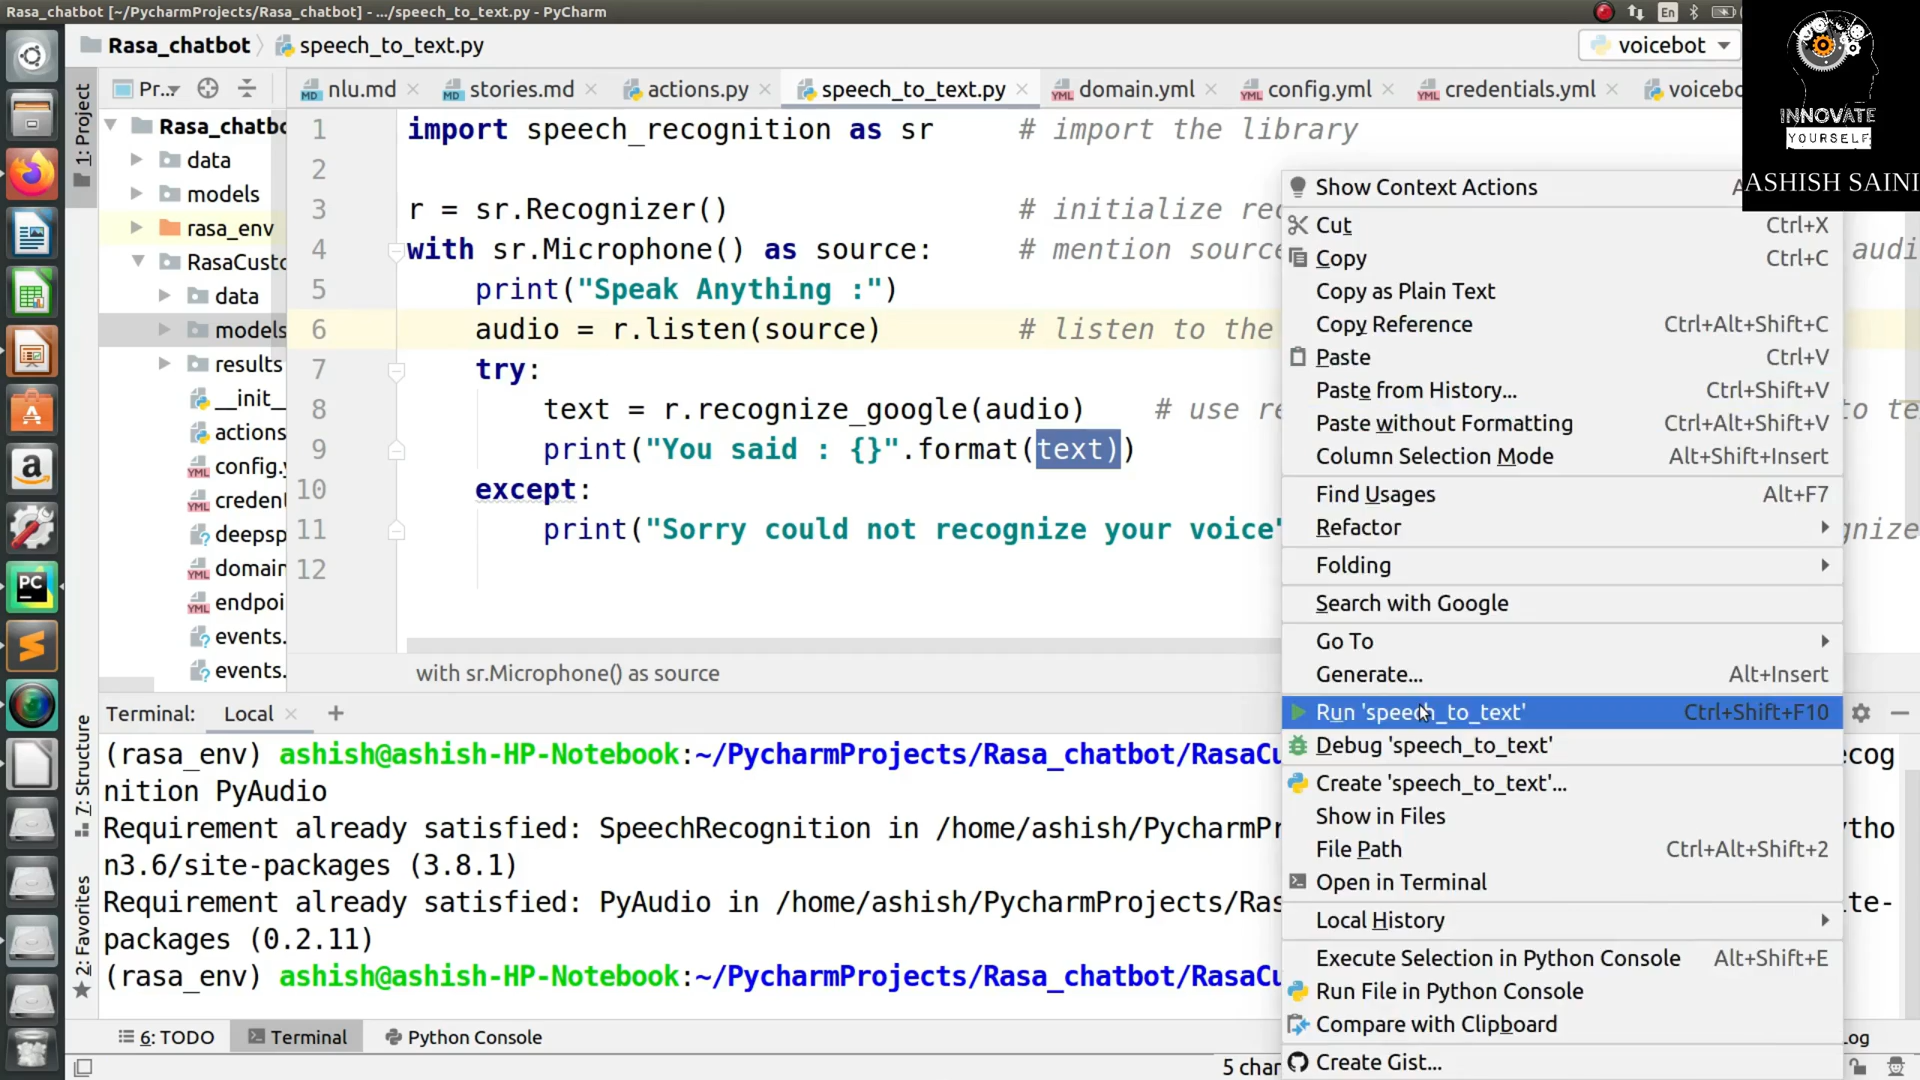 Rasa_chatbot [~/PycharmProjects/Rasa_chatbot] - .../speech_to_text.py - PyCharm
En
Rasa_chatbot
speech_to_text.py
voicebot
INNOVATE
YOURSELF
ASHISH SAINI
1: Project
Pr...
nlu.md
stories.md
actions.py
speech_to_text.py
domain.yml
config.yml
credentials.yml
voicebo
Rasa_chatbo
data
models
rasa_env
RasaCusto
data
models
results
__init_
actions
config.y
creden
deepsp
domain
endpoi
events.
events.
1 import speech_recognition as sr # import the library
2
3 r = sr.Recognizer() # initialize rec
4 with sr.Microphone() as source: # mention source audi
5 print("Speak Anything :")
6 audio = r.listen(source) # listen to the
7 try:
8 text = r.recognize_google(audio) # use re to te
9 print("You said : {}".format(text))
10 except:
11 print("Sorry could not recognize your voice" gnize
12
with sr.Microphone() as source
Show Context Actions
Cut Ctrl+X
Copy Ctrl+C
Copy as Plain Text
Copy Reference Ctrl+Alt+Shift+C
Paste Ctrl+V
Paste from History... Ctrl+Shift+V
Paste without Formatting Ctrl+Alt+Shift+V
Column Selection Mode Alt+Shift+Insert
Find Usages Alt+F7
Refactor
Folding
Search with Google
Go To
Generate... Alt+Insert
Run 'speech_to_text' Ctrl+Shift+F10
Debug 'speech_to_text'
Create 'speech_to_text'...
Show in Files
File Path Ctrl+Alt+Shift+2
Open in Terminal
Local History
Execute Selection in Python Console Alt+Shift+E
Run File in Python Console
Compare with Clipboard
Create Gist...
7: Structure
2: Favorites
Terminal: Local
(rasa_env) ashish@ashish-HP-Notebook:~/PycharmProjects/Rasa_chatbot/RasaCu ecog
nition PyAudio
Requirement already satisfied: SpeechRecognition in /home/ashish/PycharmPr ytho
n3.6/site-packages (3.8.1)
Requirement already satisfied: PyAudio in /home/ashish/PycharmProjects/Ras te-
packages (0.2.11)
(rasa_env) ashish@ashish-HP-Notebook:~/PycharmProjects/Rasa_chatbot/RasaCu
6: TODO
Terminal
Python Console
Log
5 char
PC